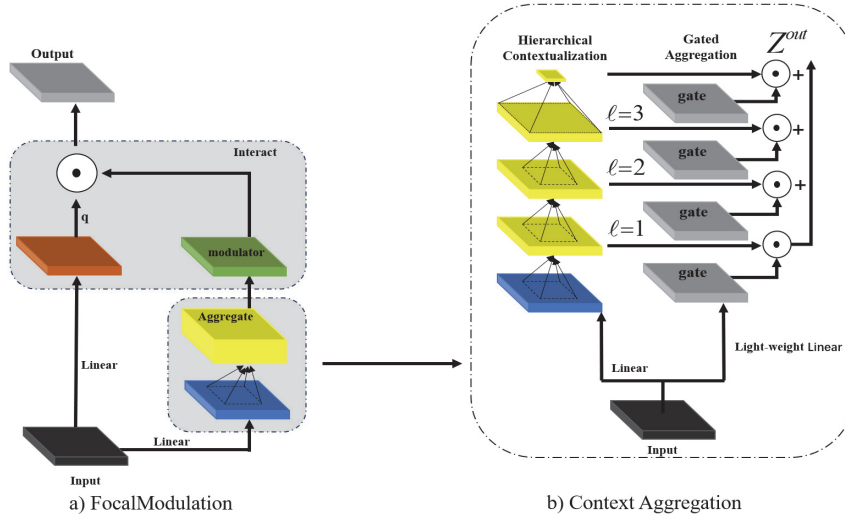 Output
Interact
q
modulator
Aggregate
Linear
Linear
Input
a) FocalModulation
Hierarchical
Contextualization
Gated
Aggregation
Z^out
+
gate
ℓ=3
+
gate
ℓ=2
+
gate
ℓ=1
gate
Linear
Light-weight Linear
Input
b) Context Aggregation